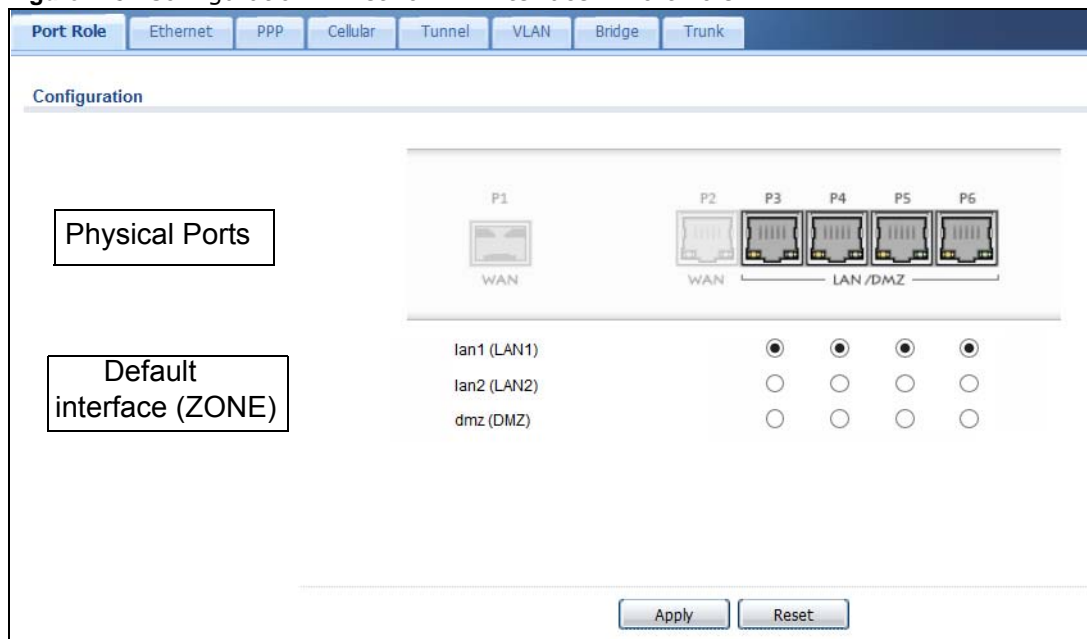 Port Role Ethernet PPP Cellular Tunnel VLAN Bridge Trunk
Configuration
Physical Ports
P1 P2 P3 P4 P5 P6
WAN WAN LAN /DMZ
Default
interface (ZONE)
lan1 (LAN1)
lan2 (LAN2)
dmz (DMZ)
Apply Reset